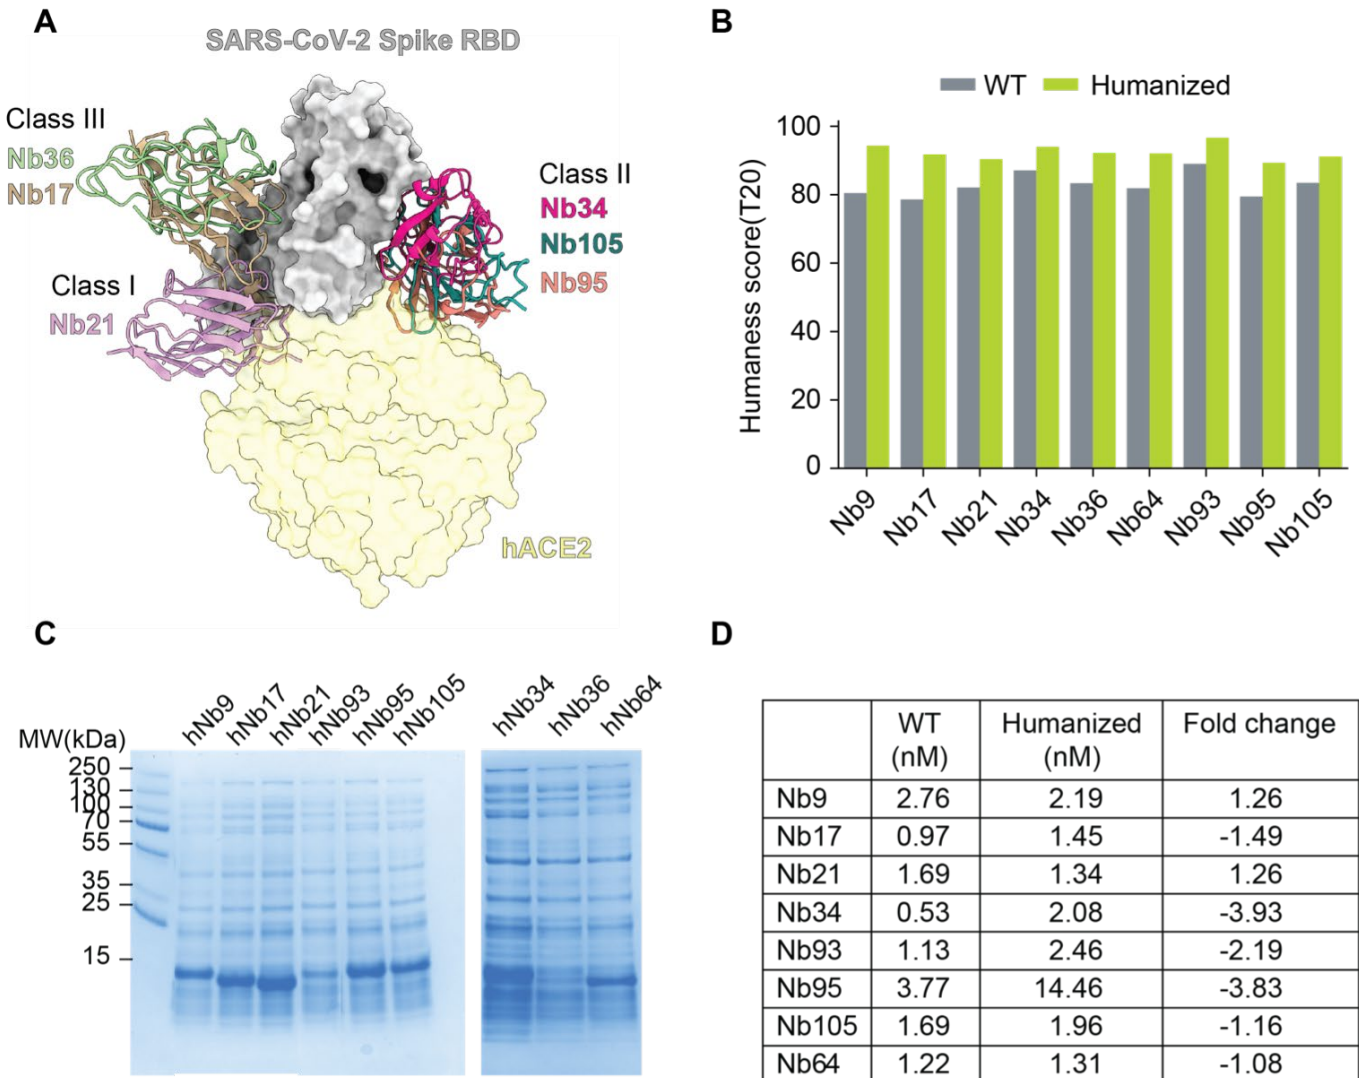 A
SARS-CoV-2 Spike RBD
Class III
Nb36
Nb17
Class I
Nb21
Class II
Nb34
Nb105
Nb95
hACE2
B
WT
Humanized
Humaness score(T20)
100
80
60
40
20
0
Nb9
Nb17
Nb21
Nb34
Nb36
Nb64
Nb93
Nb95
Nb105
C
MW(kDa)
hNb9
hNb17
hNb21
hNb93
hNb95
hNb105
hNb34
hNb36
hNb64
250
130
100
70
55
35
25
15
D
WT (nM) Humanized (nM) Fold change
Nb9 2.76 2.19 1.26
Nb17 0.97 1.45 -1.49
Nb21 1.69 1.34 1.26
Nb34 0.53 2.08 -3.93
Nb93 1.13 2.46 -2.19
Nb95 3.77 14.46 -3.83
Nb105 1.69 1.96 -1.16
Nb64 1.22 1.31 -1.08